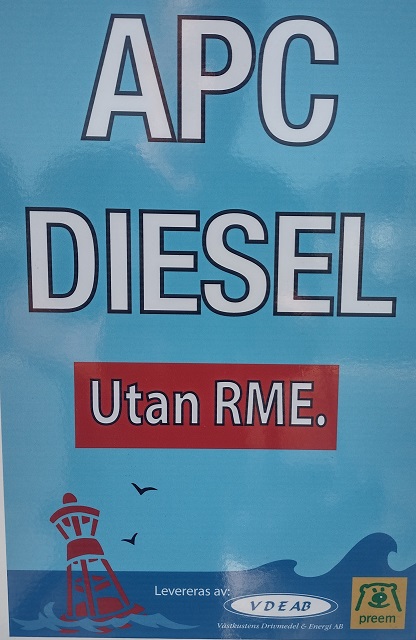 APC
DIESEL
Utan RME.
Levereras av:
VDEAB
Västkustens Drivmedel & Energi AB
preem